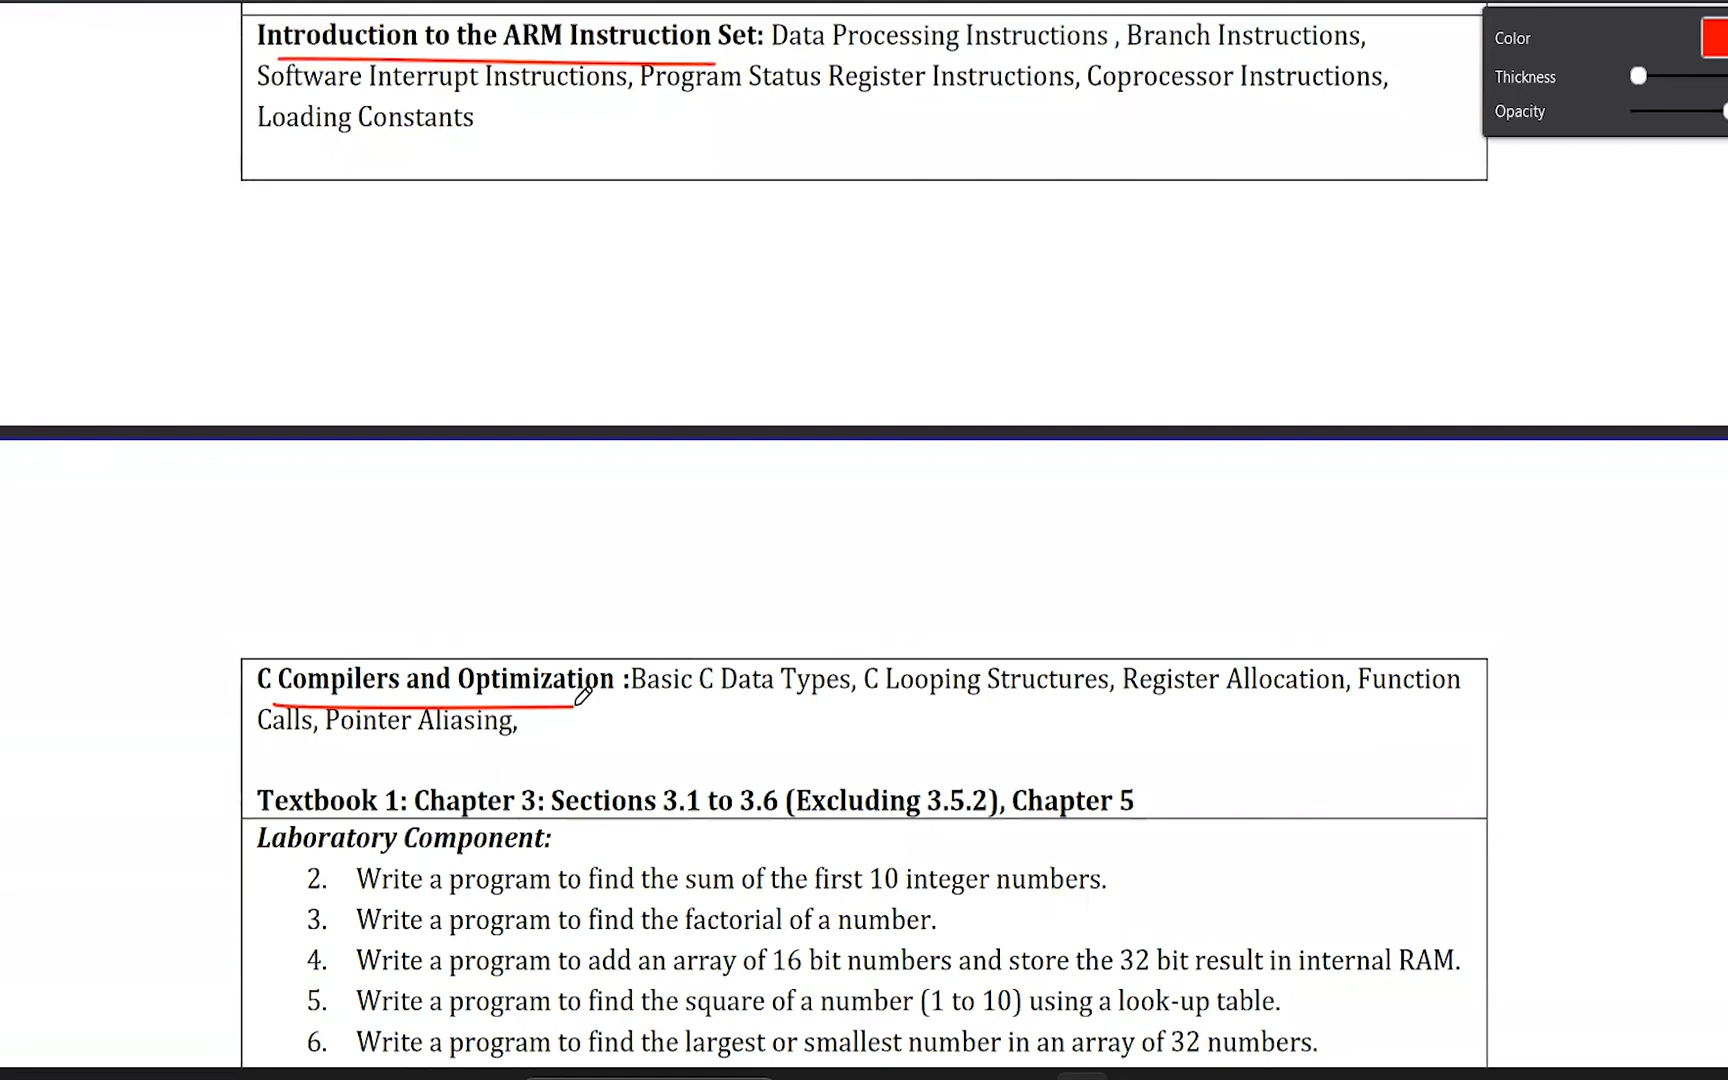 Introduction to the ARM Instruction Set: Data Processing Instructions , Branch Instructions,
Software Interrupt Instructions, Program Status Register Instructions, Coprocessor Instructions,
Loading Constants
Color
Thickness
Opacity
C Compilers and Optimization :Basic C Data Types, C Looping Structures, Register Allocation, Function
Calls, Pointer Aliasing,
Textbook 1: Chapter 3: Sections 3.1 to 3.6 (Excluding 3.5.2), Chapter 5
Laboratory Component:
2. Write a program to find the sum of the first 10 integer numbers.
3. Write a program to find the factorial of a number.
4. Write a program to add an array of 16 bit numbers and store the 32 bit result in internal RAM.
5. Write a program to find the square of a number (1 to 10) using a look-up table.
6. Write a program to find the largest or smallest number in an array of 32 numbers.